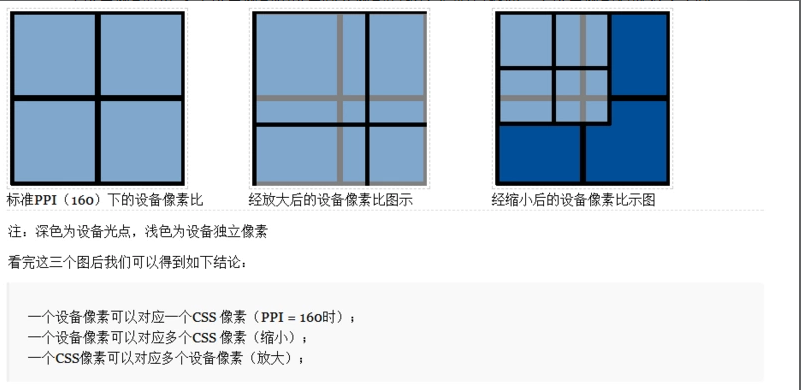 标准PPI（160）下的设备像素比
经放大后的设备像素比图示
经缩小后的设备像素比示图
注：深色为设备光点，浅色为设备独立像素
看完这三个图后我们可以得到如下结论：
一个设备像素可以对应一个CSS 像素（PPI = 160时）；
一个设备像素可以对应多个CSS 像素（缩小）；
一个CSS像素可以对应多个设备像素（放大）；